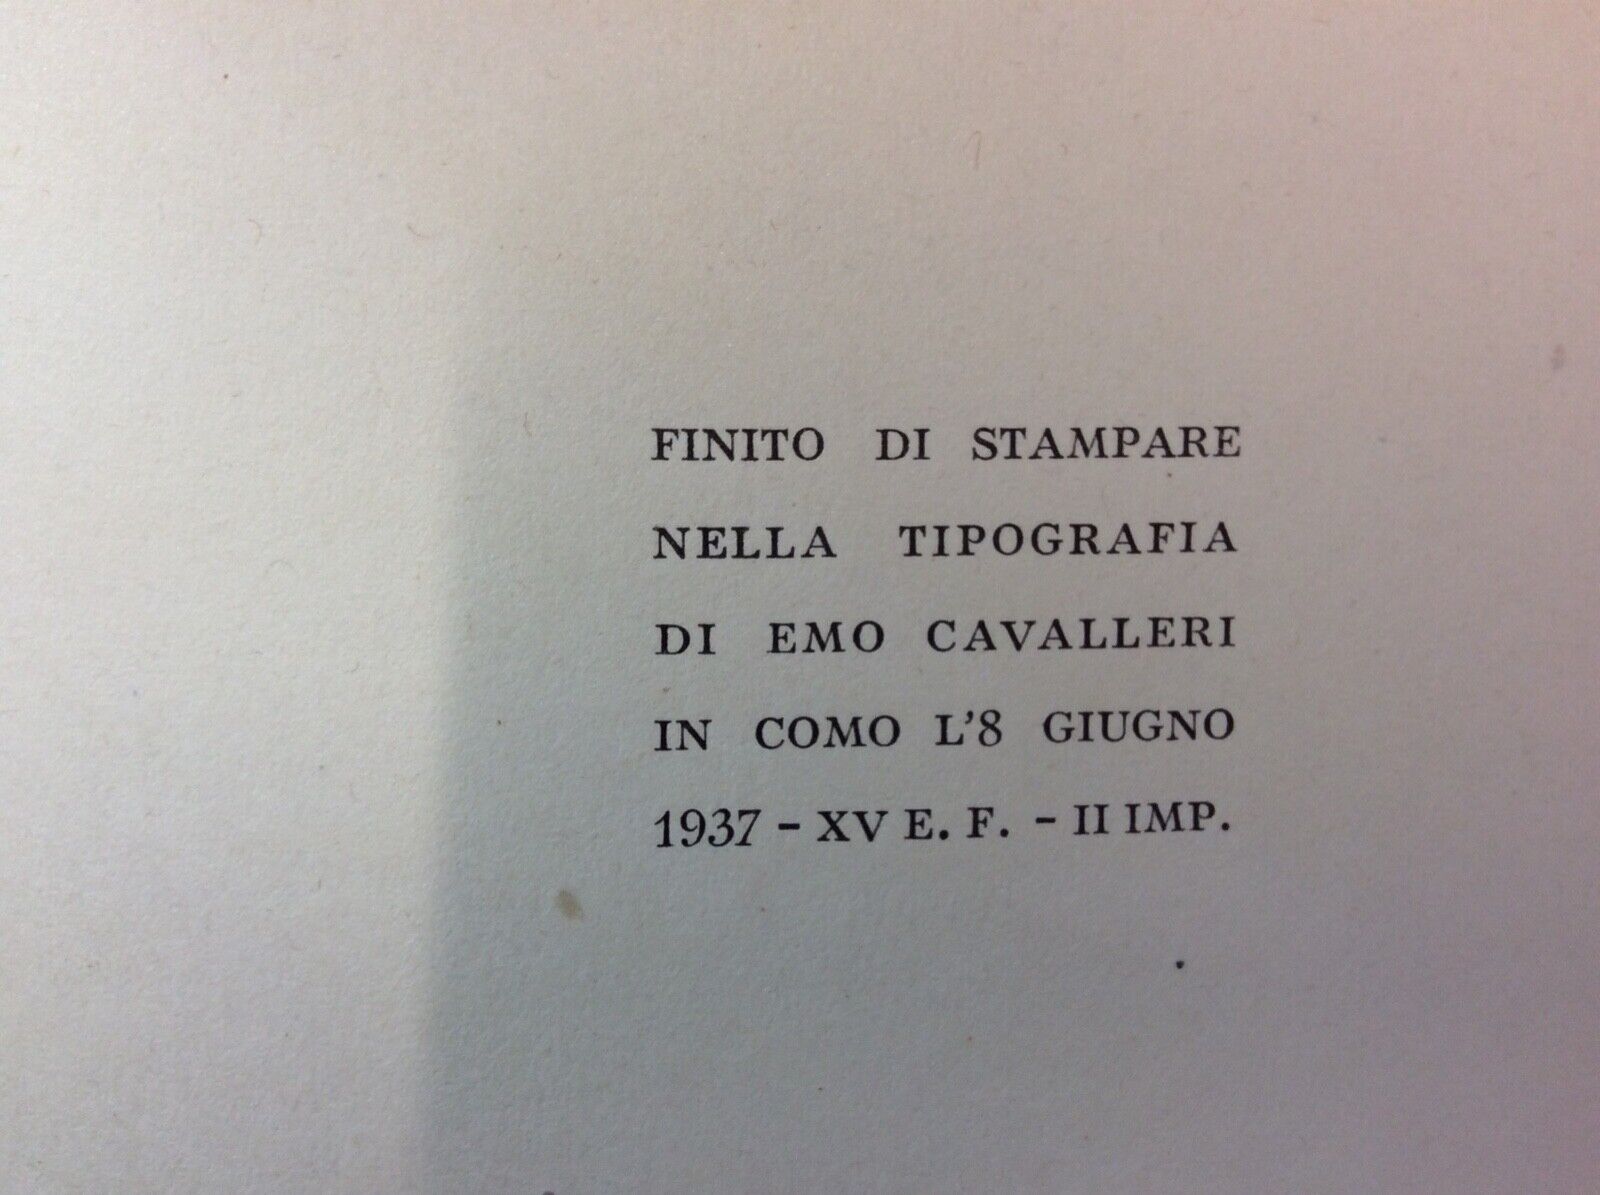 FINITO DI STAMPARE
NELLA TIPOGRAFIA
DI EMO CAVALLERI
IN COMO L'8 GIUGNO
1937 - XV E. F. - II IMP.